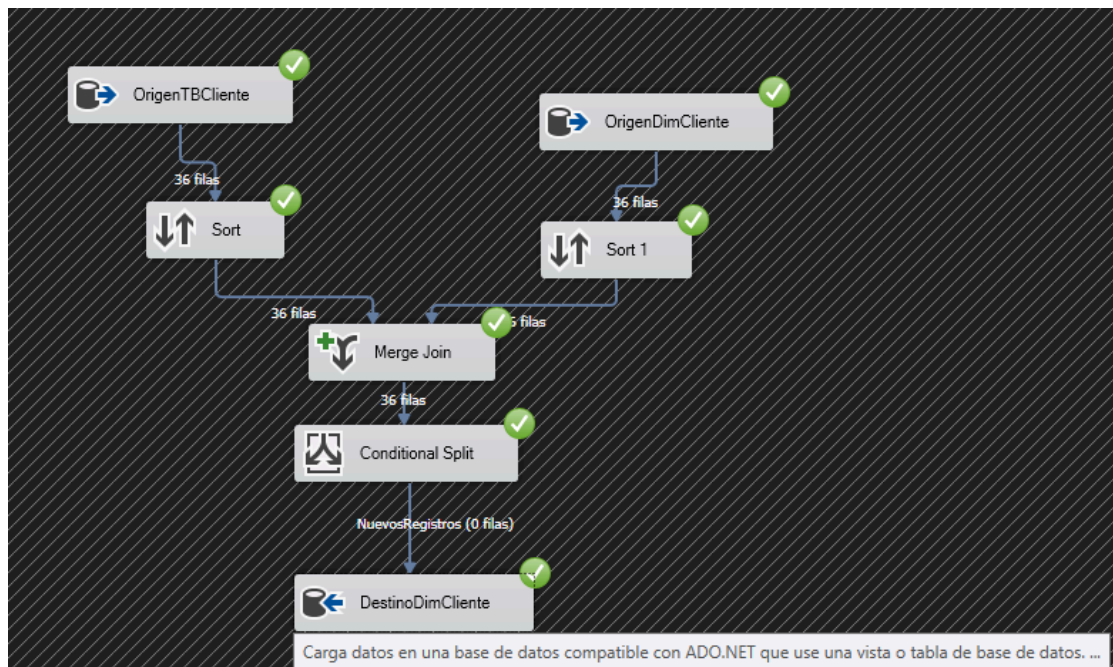 OrigenTBCliente
OrigenDimCliente
36 filas
36 filas
Sort
Sort 1
36 filas
filas
Merge Join
36 filas
Conditional Split
NuevosRegistros (0 filas)
DestinoDimCliente
Carga datos en una base de datos compatible con ADO.NET que use una vista o tabla de base de datos. ...